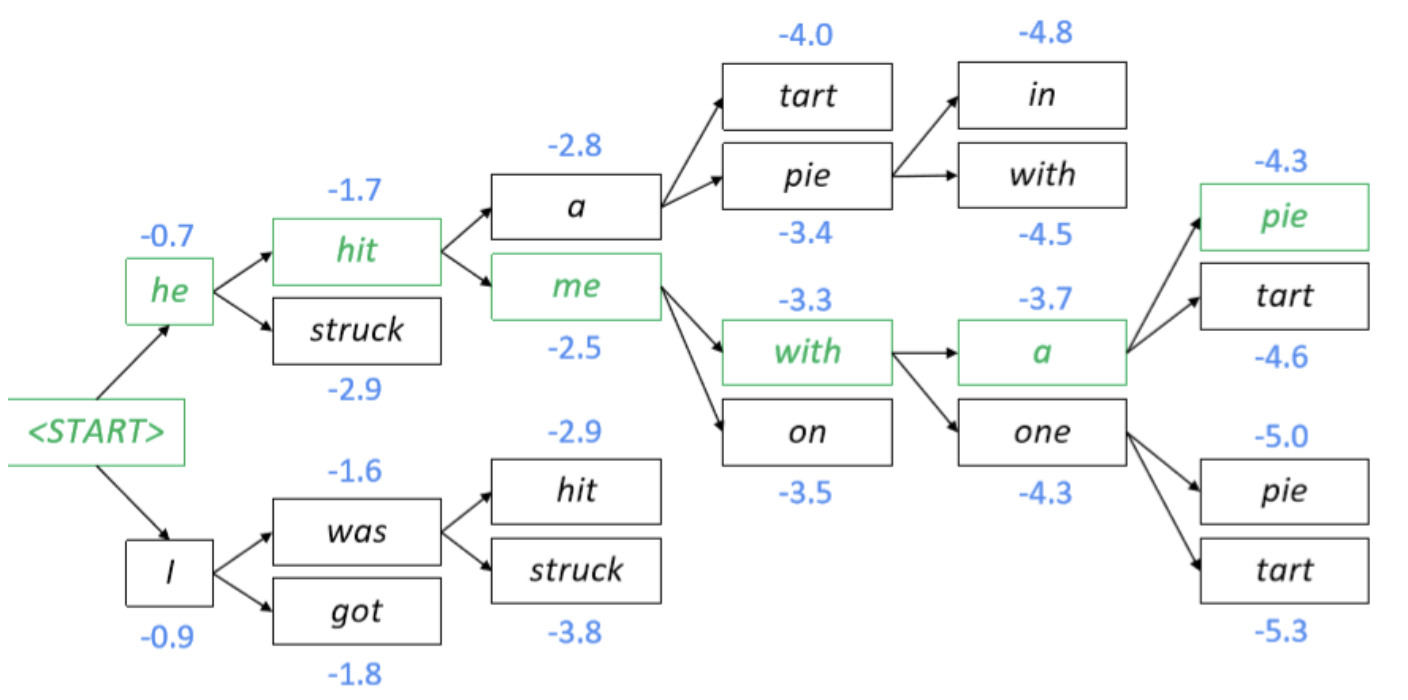 -4.0
-4.8
tart
in
-2.8
-4.3
-1.7
pie
with
a
pie
-0.7
-3.4
-4.5
hit
he
me
-3.3
-3.7
tart
struck
-2.5
with
a
-4.6
-2.9
<START>
-2.9
on
one
-5.0
-1.6
hit
-3.5
-4.3
pie
was
I
struck
tart
got
-0.9
-3.8
-5.3
-1.8